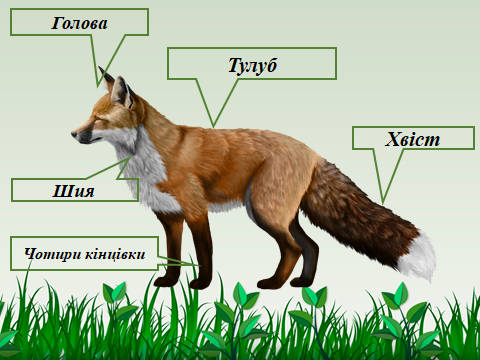 Голова
Тулуб
Хвіст
Шия
Чотири кінцівки